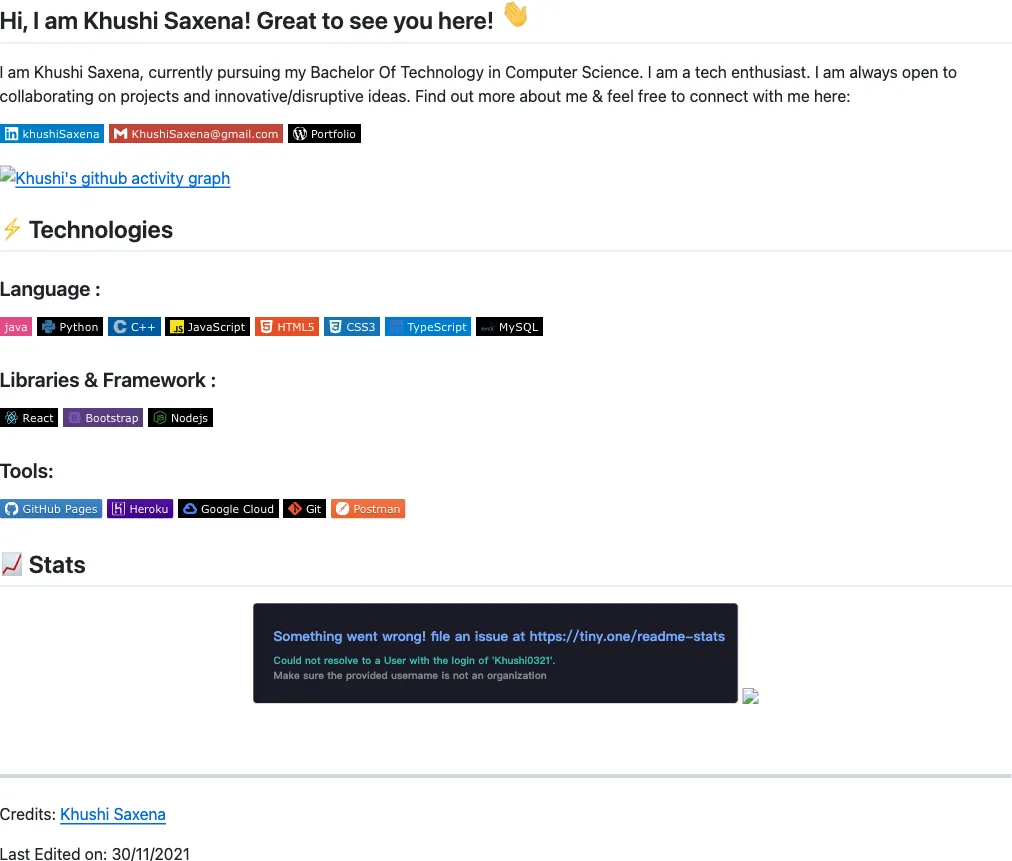 Hi, I am Khushi Saxena! Great to see you here! 👋
I am Khushi Saxena, currently pursuing my Bachelor Of Technology in Computer Science. I am a tech enthusiast. I am always open to
collaborating on projects and innovative/disruptive ideas. Find out more about me & feel free to connect with me here:
khushiSaxena KhushiSaxena@gmail.com Portfolio
Khushi's github activity graph
⚡ Technologies
Language :
java Python C++ JavaScript HTML5 CSS3 TypeScript MySQL
Libraries & Framework :
React Bootstrap Nodejs
Tools:
GitHub Pages Heroku Google Cloud Git Postman
📈 Stats
Something went wrong! file an issue at https://tiny.one/readme-stats
Could not resolve to a User with the login of 'Khushi0321'.
Make sure the provided username is not an organization
Credits: Khushi Saxena
Last Edited on: 30/11/2021